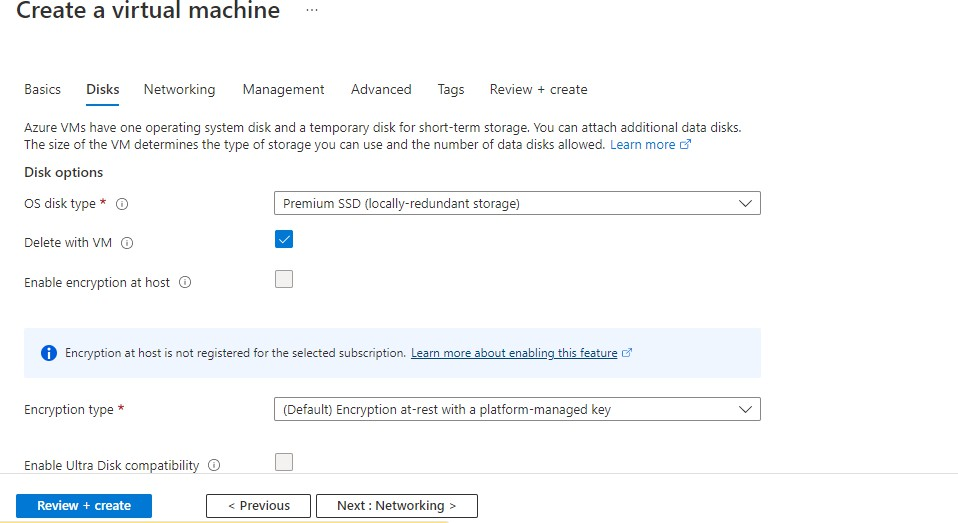 Create a virtual machine ...
Basics Disks Networking Management Advanced Tags Review + create
Azure VMs have one operating system disk and a temporary disk for short-term storage. You can attach additional data disks.
The size of the VM determines the type of storage you can use and the number of data disks allowed. Learn more
Disk options
OS disk type * Premium SSD (locally-redundant storage)
Delete with VM
Enable encryption at host
Encryption at host is not registered for the selected subscription. Learn more about enabling this feature
Encryption type * (Default) Encryption at-rest with a platform-managed key
Enable Ultra Disk compatibility
Review + create < Previous Next : Networking >